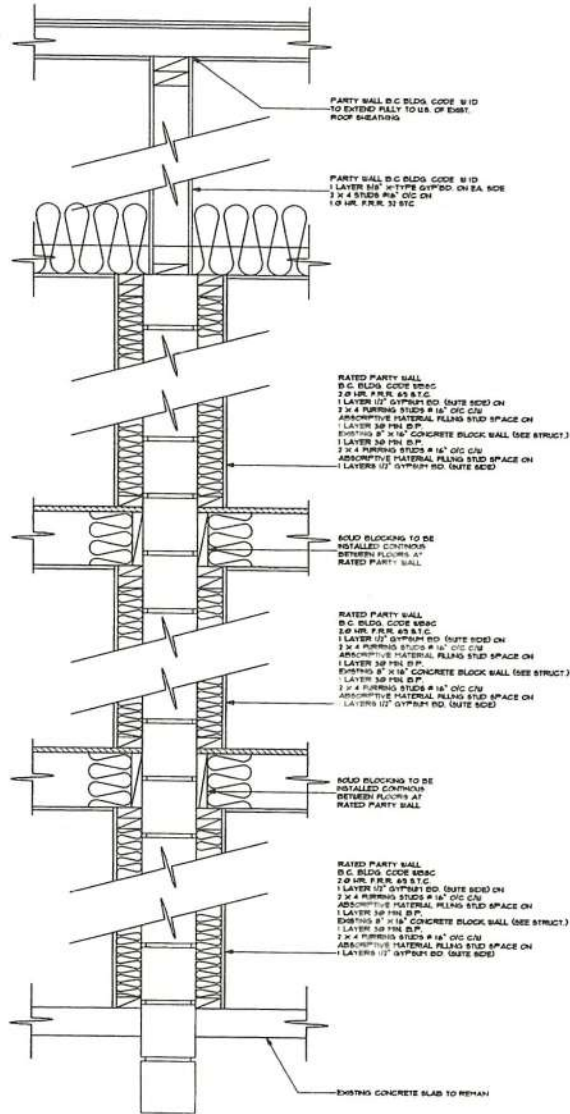 PARTY WALL B.C. BLDG. CODE W1D
TO EXTEND FULLY TO U.S. OF EXIST.
ROOF SHEATHING
PARTY WALL B.C. BLDG. CODE W1D
1 LAYER 5/8" X-TYPE GYP BD. ON EA. SIDE
2 X 4 STUDS @16" O/C ON
1.0 HR. F.R.R. 32 STC
RATED PARTY WALL
B.C. BLDG. CODE
2.0 HR. F.R.R. 65 S.T.C.
1 LAYER 1/2" GYPSUM BD. (SUITE SIDE) ON
2 X 4 FURRING STUDS @ 16" O/C C/W
ABSORPTIVE MATERIAL FILLING STUD SPACE ON
1 LAYER 30 MIN. B.P.
EXISTING 8" X 16" CONCRETE BLOCK WALL (SEE STRUCT.)
1 LAYER 30 MIN. B.P.
2 X 4 FURRING STUDS @ 16" O/C C/W
ABSORPTIVE MATERIAL FILLING STUD SPACE ON
1 LAYERS 1/2" GYPSUM BD. (SUITE SIDE)
SOLID BLOCKING TO BE
INSTALLED CONTINOUS
BETWEEN FLOORS AT
RATED PARTY WALL
RATED PARTY WALL
B.C. BLDG. CODE
2.0 HR. F.R.R. 65 S.T.C.
1 LAYER 1/2" GYPSUM BD. (SUITE SIDE) ON
2 X 4 FURRING STUDS @ 16" O/C C/W
ABSORPTIVE MATERIAL FILLING STUD SPACE ON
1 LAYER 30 MIN. B.P.
EXISTING 8" X 16" CONCRETE BLOCK WALL (SEE STRUCT.)
1 LAYER 30 MIN. B.P.
2 X 4 FURRING STUDS @ 16" O/C C/W
ABSORPTIVE MATERIAL FILLING STUD SPACE ON
1 LAYERS 1/2" GYPSUM BD. (SUITE SIDE)
SOLID BLOCKING TO BE
INSTALLED CONTINOUS
BETWEEN FLOORS AT
RATED PARTY WALL
RATED PARTY WALL
B.C. BLDG. CODE
2.0 HR. F.R.R. 65 S.T.C.
1 LAYER 1/2" GYPSUM BD. (SUITE SIDE) ON
2 X 4 FURRING STUDS @ 16" O/C C/W
ABSORPTIVE MATERIAL FILLING STUD SPACE ON
1 LAYER 30 MIN. B.P.
EXISTING 8" X 16" CONCRETE BLOCK WALL (SEE STRUCT.)
1 LAYER 30 MIN. B.P.
2 X 4 FURRING STUDS @ 16" O/C C/W
ABSORPTIVE MATERIAL FILLING STUD SPACE ON
1 LAYERS 1/2" GYPSUM BD. (SUITE SIDE)
EXISTING CONCRETE SLAB TO REMAIN